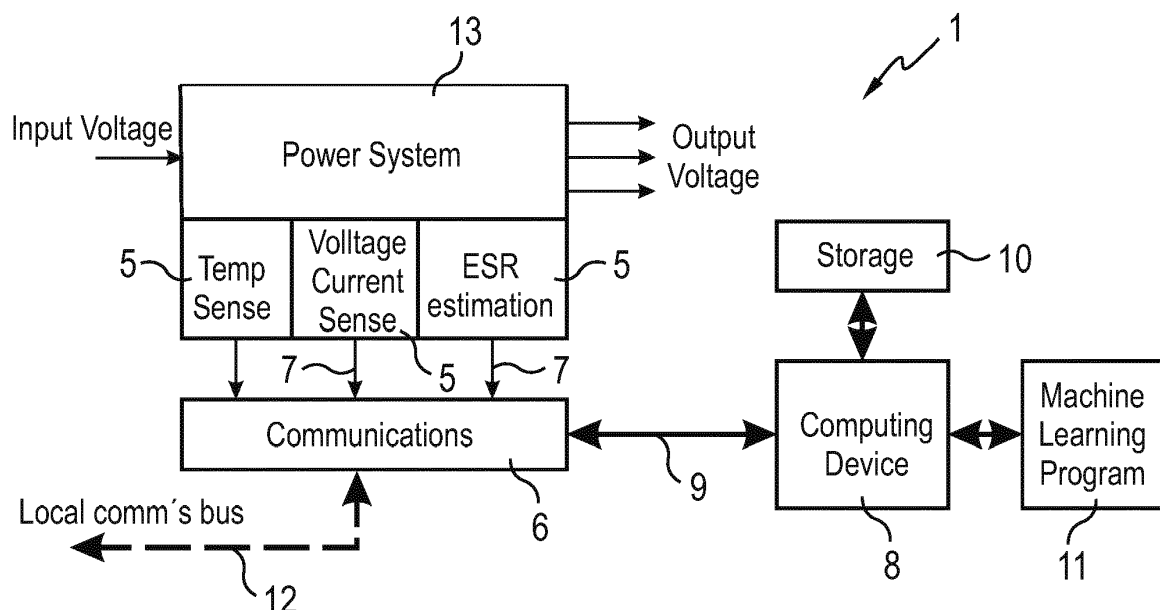 13
1
Input Voltage
Power System
Output
Voltage
5
Temp
Sense
Volltage
Current
Sense
5
ESR
estimation
5
7
7
Storage
10
Communications
9
Computing
Device
Machine
Learning
Program
6
8
11
Local comm´s bus
12